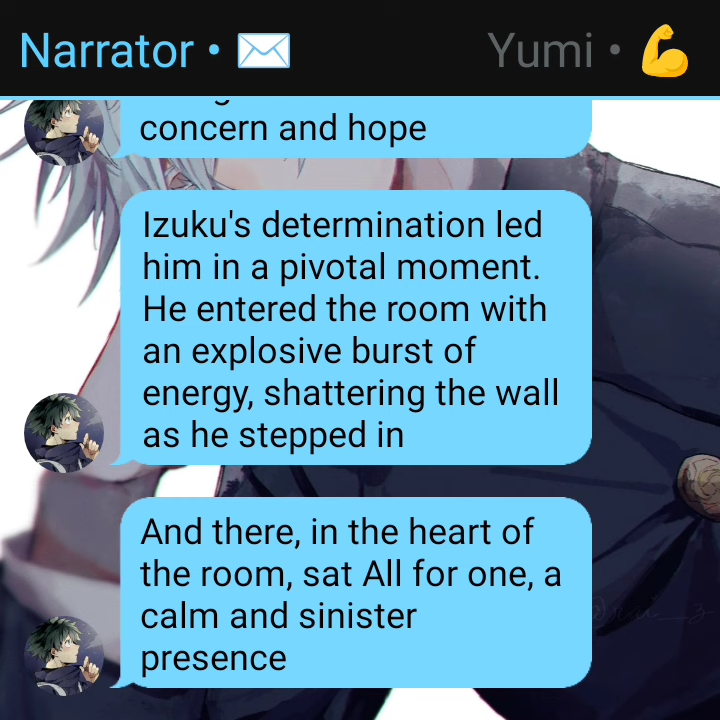 Narrator • ✉️
Yumi • 💪
concern and hope
Izuku's determination led
him in a pivotal moment.
He entered the room with
an explosive burst of
energy, shattering the wall
as he stepped in
And there, in the heart of
the room, sat All for one, a
calm and sinister
presence